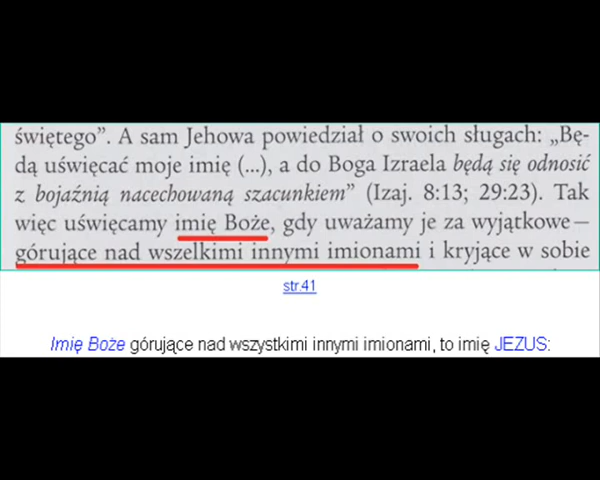 świętego”. A sam Jehowa powiedział o swoich sługach: „Bę-
dą uświęcać moje imię (...), a do Boga Izraela będą się odnosić
z bojaźnią nacechowaną szacunkiem” (Izaj. 8:13; 29:23). Tak
więc uświęcamy imię Boże, gdy uważamy je za wyjątkowe —
górujące nad wszelkimi innymi imionami i kryjące w sobie
str.41
Imię Boże górujące nad wszystkimi innymi imionami, to imię JEZUS: